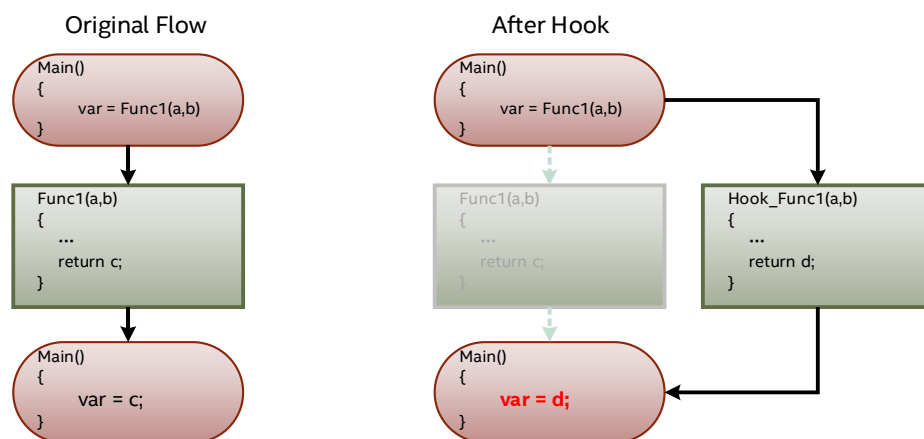 Original Flow
Main()
{
var = Func1(a,b)
}
Func1(a,b)
{
...
return c;
}
Main()
{
var = c;
}
After Hook
Main()
{
var = Func1(a,b)
}
Func1(a,b)
{
...
return c;
}
Hook_Func1(a,b)
{
...
return d;
}
Main()
{
var = d;
}